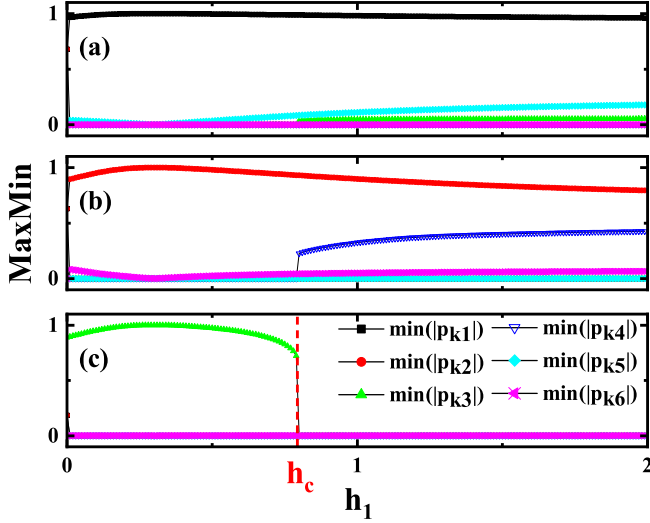 1
(a)
0
1
(b)
0
MaxMin
1
(c)
0
min(|pk1|)
min(|pk4|)
min(|pk2|)
min(|pk5|)
min(|pk3|)
min(|pk6|)
0
hc
1
2
h1